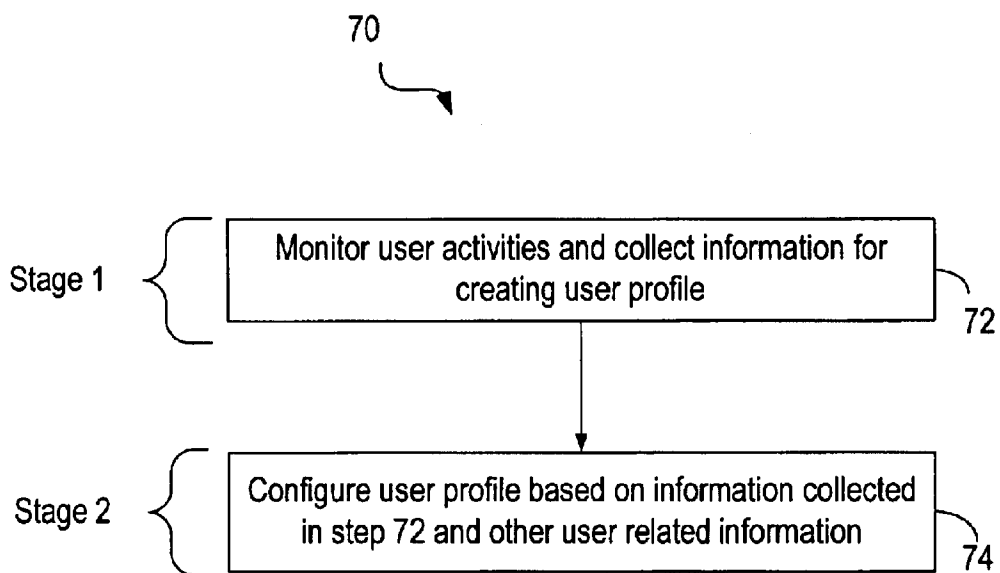 70
Stage 1
Monitor user activities and collect information for
creating user profile
72
Stage 2
Configure user profile based on information collected
in step 72 and other user related information
74